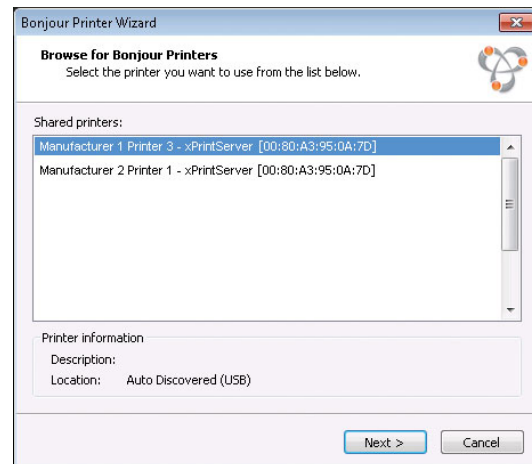 Bonjour Printer Wizard
Browse for Bonjour Printers
Select the printer you want to use from the list below.
Shared printers:
Manufacturer 1 Printer 3 - xPrintServer [00:80:A3:95:0A:7D]
Manufacturer 2 Printer 1 - xPrintServer [00:80:A3:95:0A:7D]
Printer information
Description:
Location: Auto Discovered (USB)
Next > Cancel